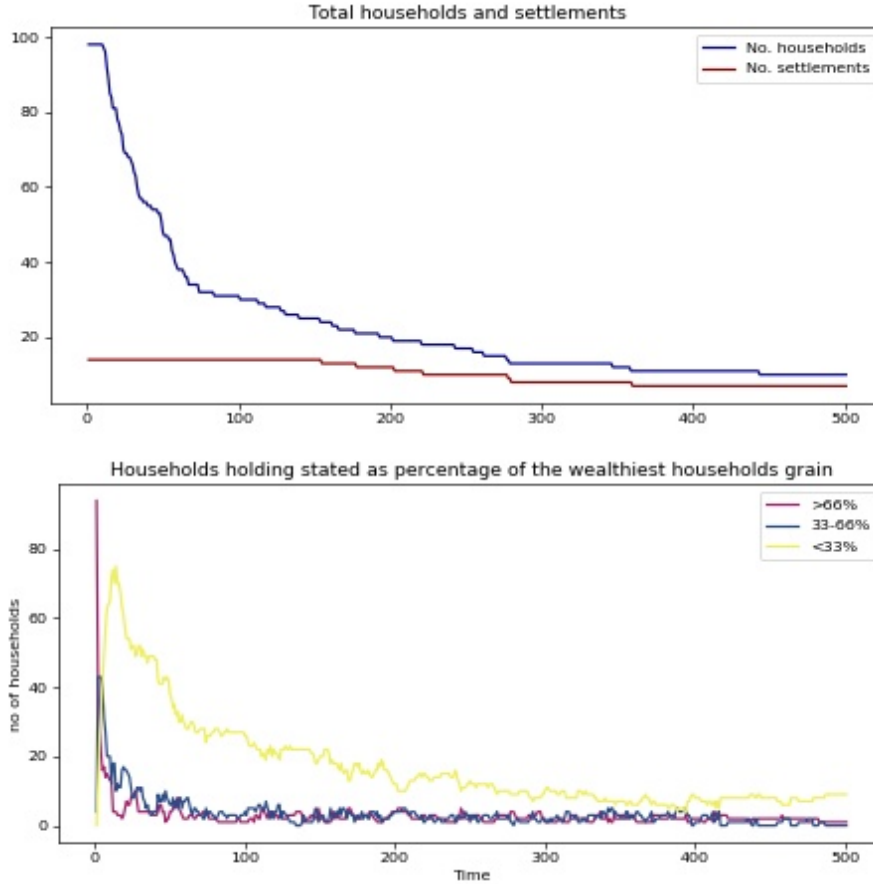 Total households and settlements
100
80
60
40
20
No. households
No. settlements
0 100 200 300 400 500
Households holding stated as percentage of the wealthiest households grain
no of households
80
60
40
20
0
>66%
33-66%
<33%
0 100 200 300 400 500
Time